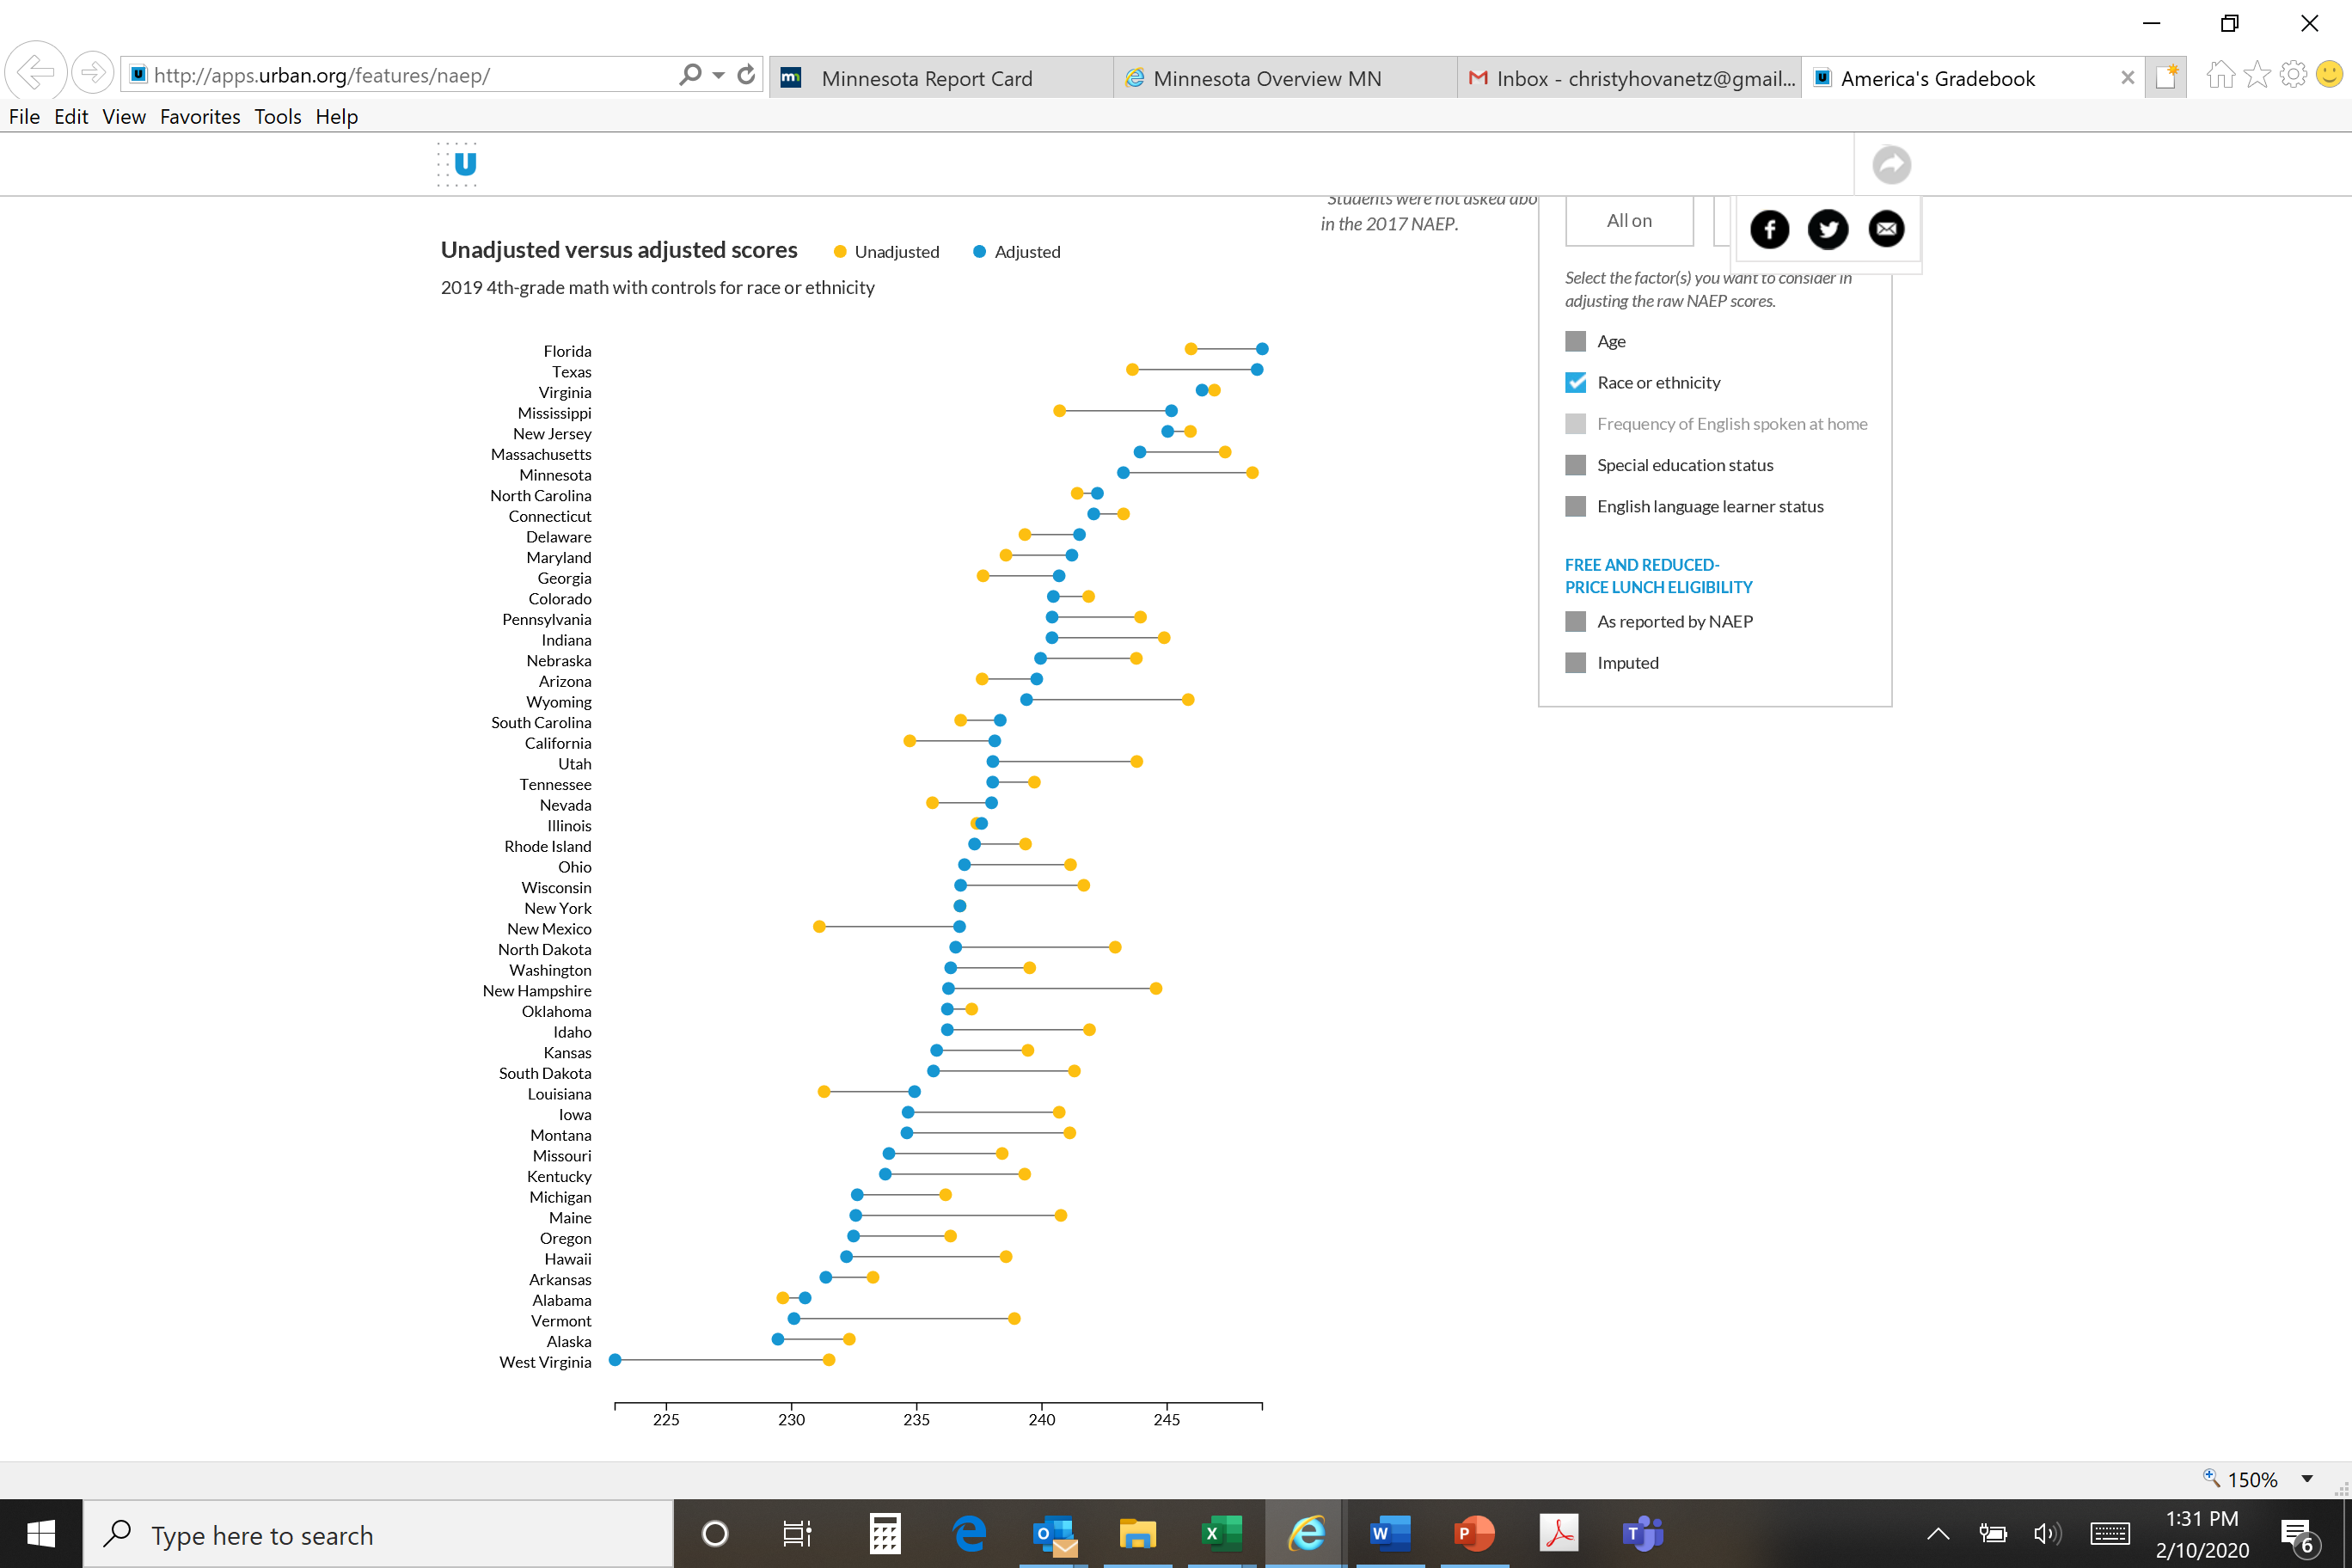 http://apps.urban.org/features/naep/
Minnesota Report Card
Minnesota Overview MN
Inbox - christyhovanetz@gmail...
America's Gradebook
File Edit View Favorites Tools Help
U
Students were not asked abo
in the 2017 NAEP.
All on
Select the factor(s) you want to consider in
adjusting the raw NAEP scores.
Age
Race or ethnicity
Frequency of English spoken at home
Special education status
English language learner status
FREE AND REDUCED-
PRICE LUNCH ELIGIBILITY
As reported by NAEP
Imputed
Unadjusted versus adjusted scores Unadjusted Adjusted
2019 4th-grade math with controls for race or ethnicity
Florida
Texas
Virginia
Mississippi
New Jersey
Massachusetts
Minnesota
North Carolina
Connecticut
Delaware
Maryland
Georgia
Colorado
Pennsylvania
Indiana
Nebraska
Arizona
Wyoming
South Carolina
California
Utah
Tennessee
Nevada
Illinois
Rhode Island
Ohio
Wisconsin
New York
New Mexico
North Dakota
Washington
New Hampshire
Oklahoma
Idaho
Kansas
South Dakota
Louisiana
Iowa
Montana
Missouri
Kentucky
Michigan
Maine
Oregon
Hawaii
Arkansas
Alabama
Vermont
Alaska
West Virginia
225 230 235 240 245
150%
Type here to search
1:31 PM
2/10/2020
6